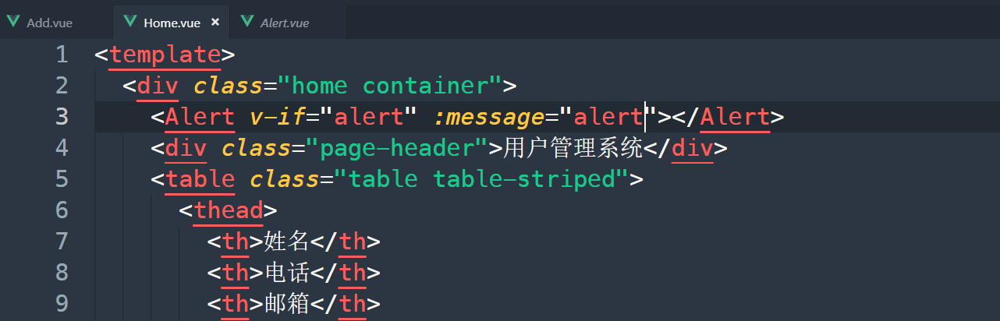 Add.vue Home.vue × Alert.vue
1 <template>
2 <div class="home container">
3 <Alert v-if="alert" :message="alert"></Alert>
4 <div class="page-header">用户管理系统</div>
5 <table class="table table-striped">
6 <thead>
7 <th>姓名</th>
8 <th>电话</th>
9 <th>邮箱</th>